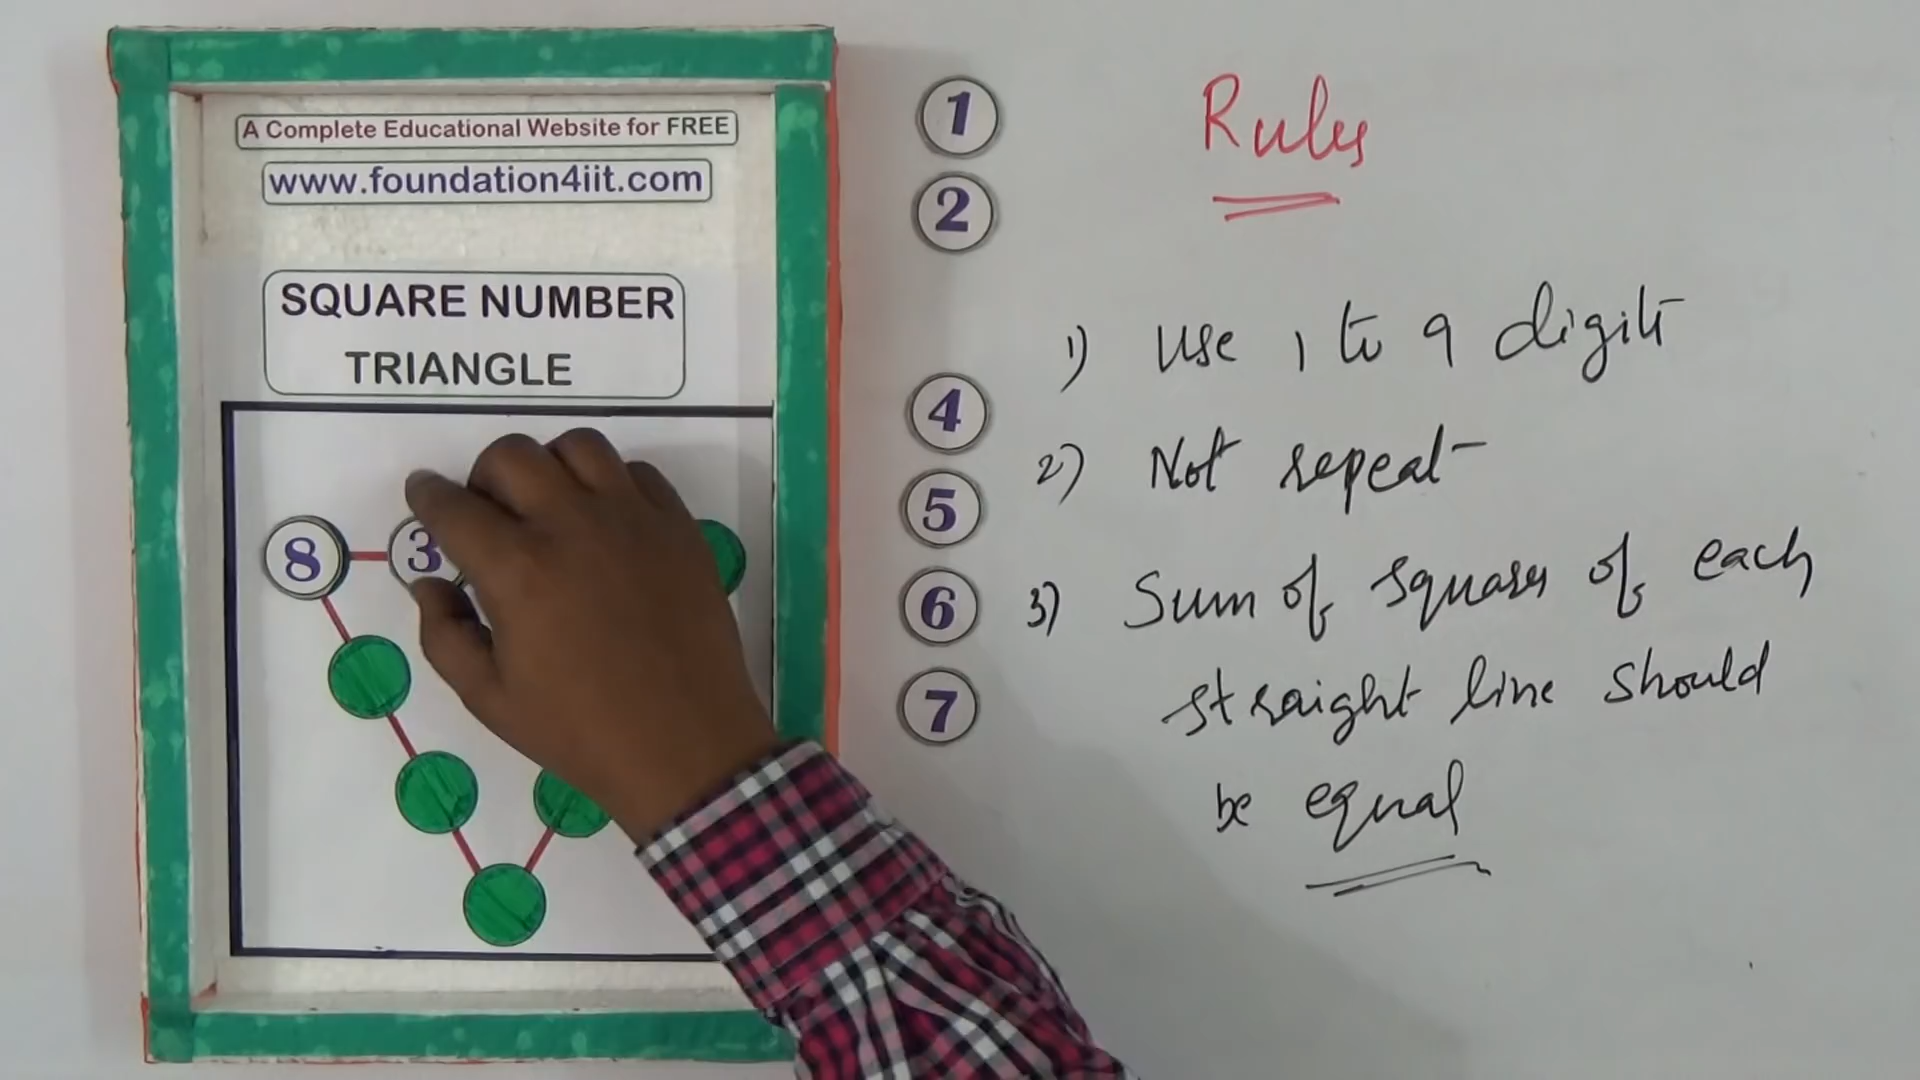 A Complete Educational Website for FREE
www.foundation4iit.com
SQUARE NUMBER
TRIANGLE
8
3
1
2
4
5
6
7
Rules
1) Use 1 to 9 digits
2) Not repeat
3) Sum of squares of each
straight line should
be equal